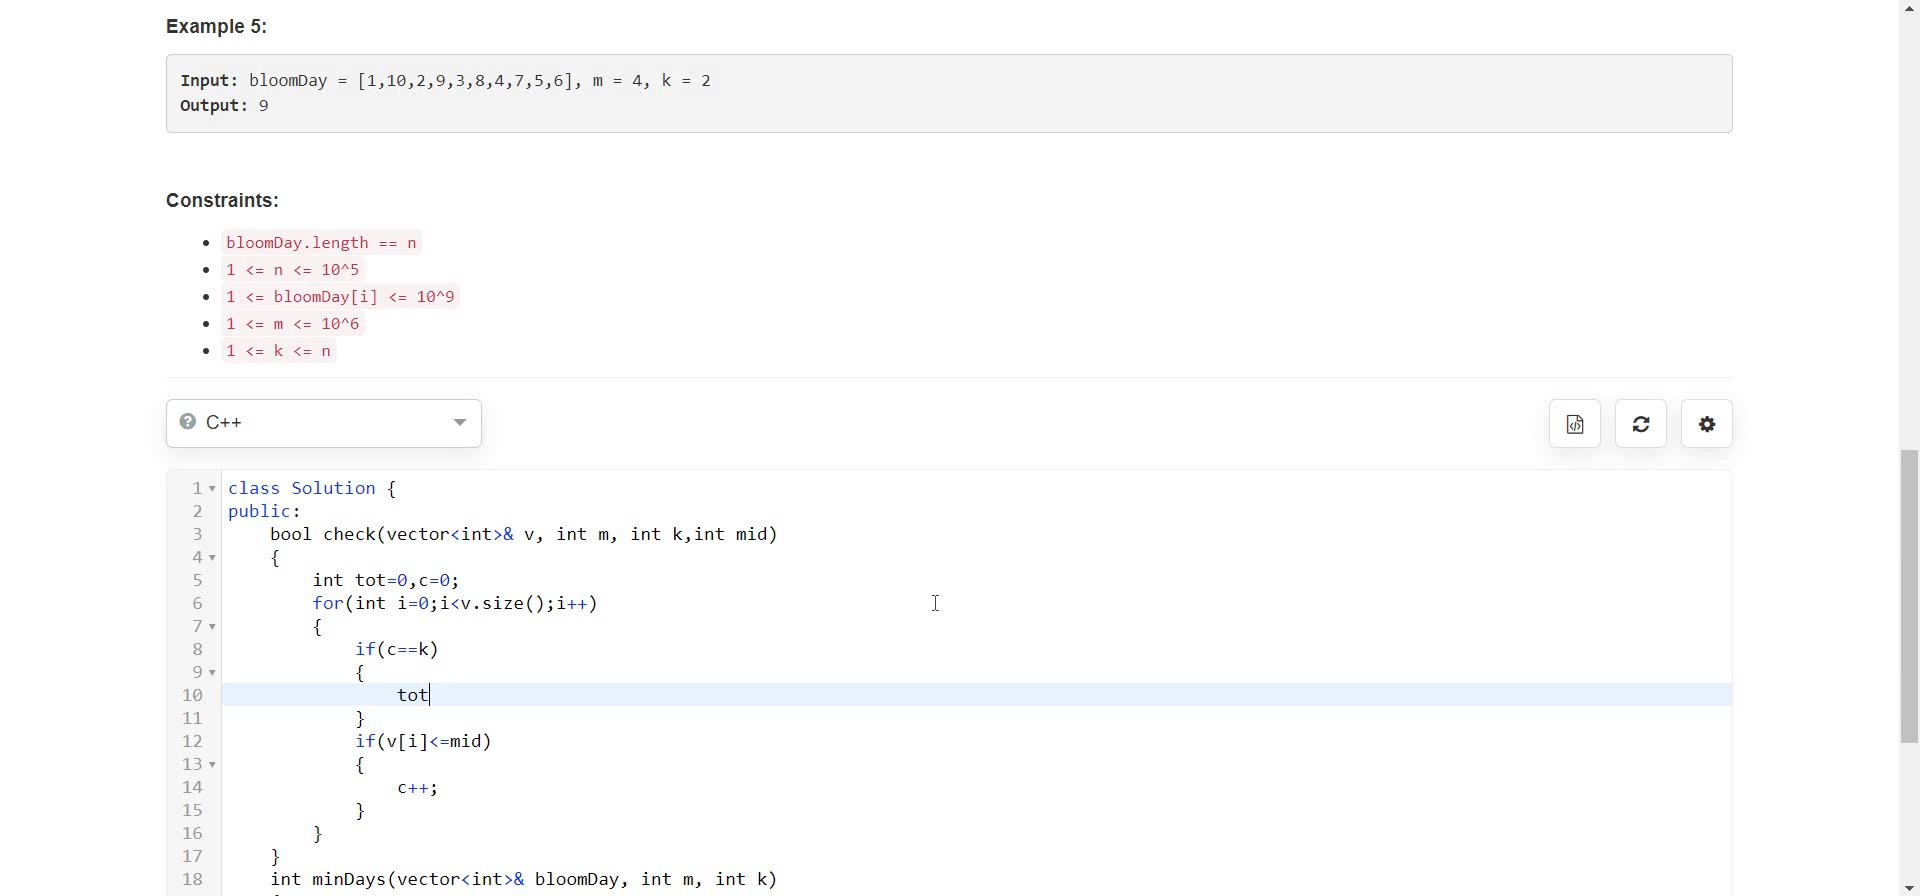 Example 5:
Input: bloomDay = [1,10,2,9,3,8,4,7,5,6], m = 4, k = 2
Output: 9
Constraints:
bloomDay.length == n
1 <= n <= 10^5
1 <= bloomDay[i] <= 10^9
1 <= m <= 10^6
1 <= k <= n
? C++
1 class Solution {
2 public:
3     bool check(vector<int>& v, int m, int k,int mid)
4     {
5         int tot=0,c=0;
6         for(int i=0;i<v.size();i++)
7         {
8             if(c==k)
9             {
10                 tot
11             }
12             if(v[i]<=mid)
13             {
14                 c++;
15             }
16         }
17     }
18     int minDays(vector<int>& bloomDay, int m, int k)